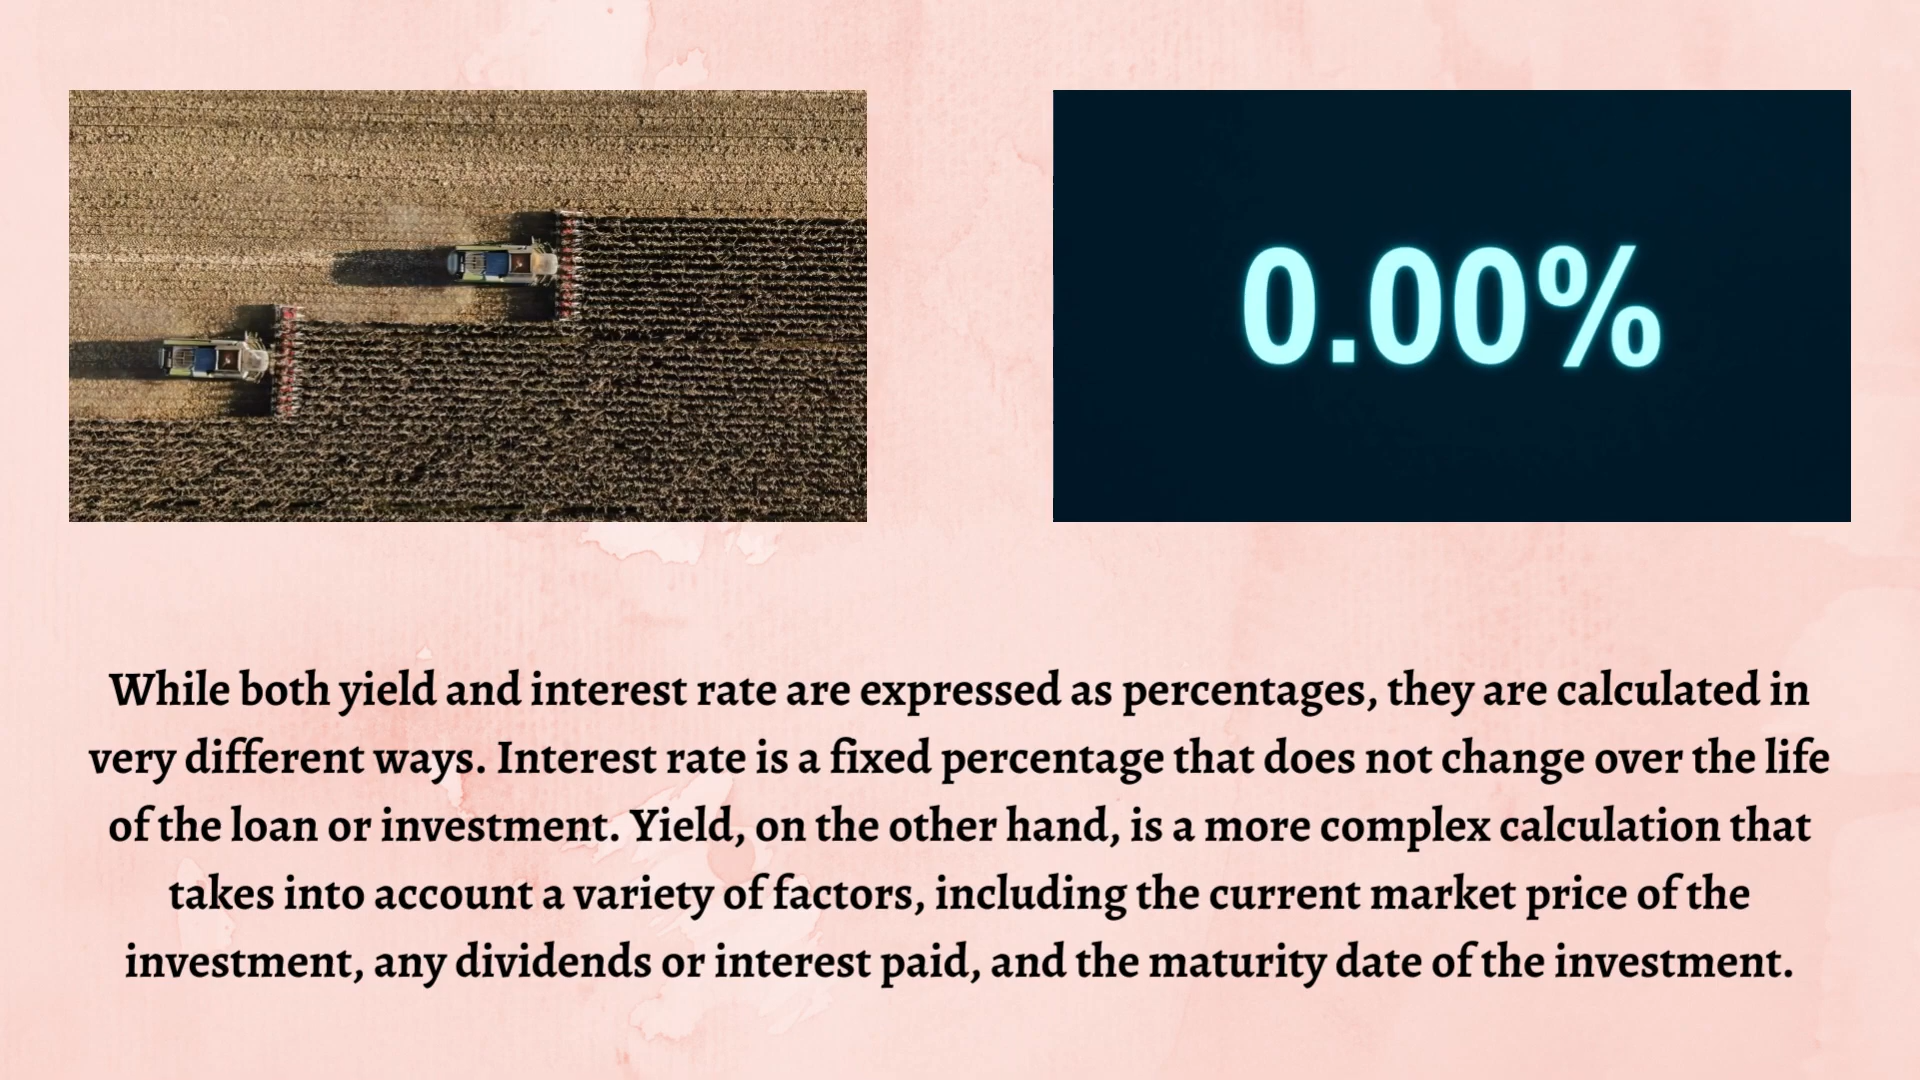 0.00%
While both yield and interest rate are expressed as percentages, they are calculated in
very different ways. Interest rate is a fixed percentage that does not change over the life
of the loan or investment. Yield, on the other hand, is a more complex calculation that
takes into account a variety of factors, including the current market price of the
investment, any dividends or interest paid, and the maturity date of the investment.